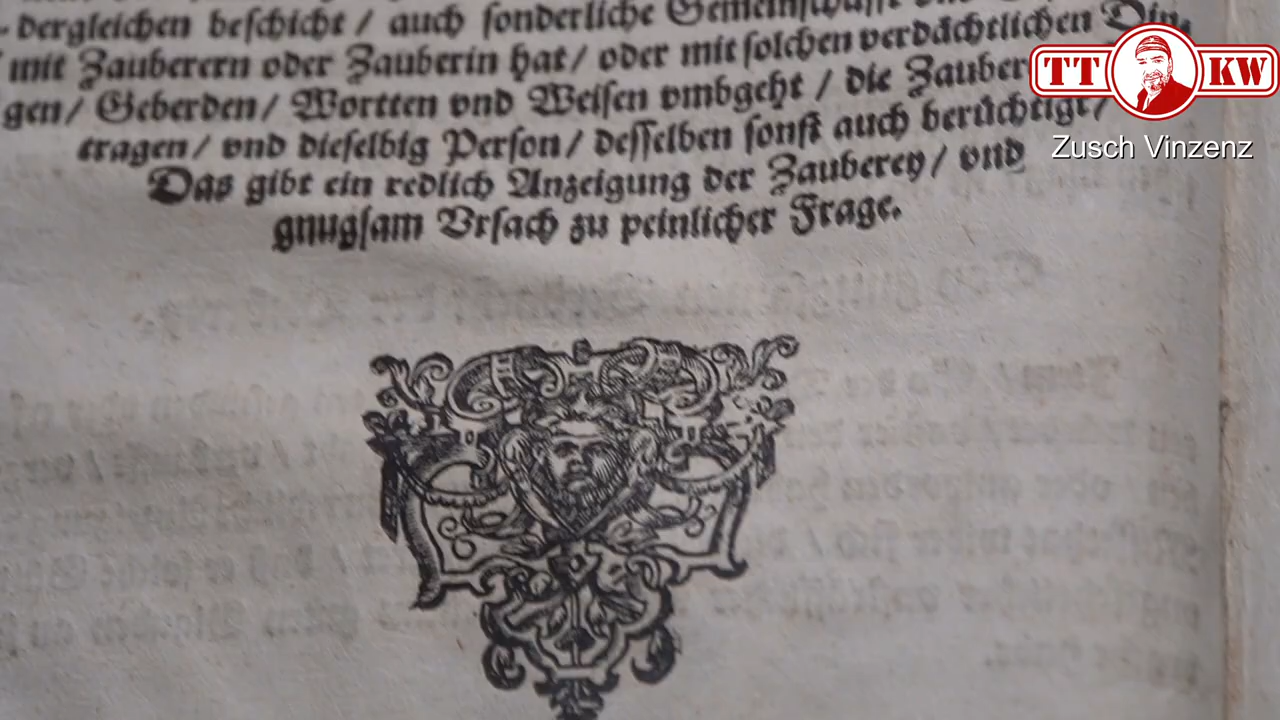 dergleichen beschicht / auch sonderliche Gemeinschafft
mit Zauberern oder Zauberin hat / oder mit solchen verdächtlichen Din-
gen / Geberden / Wortten vnd Weisen vmbgeht / die Zauber
tragen / vnd dieselbig Person / desselben sonst auch berüchtigt /
Das gibt ein redlich Anzeigung der Zauberey / vnd
gnugsam Vrsach zu peinlicher Frage.
TT KW
Zusch Vinzenz